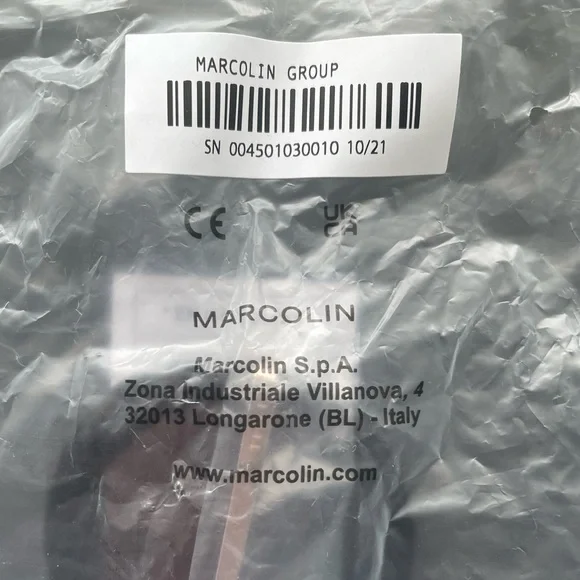 MARCOLIN GROUP
SN 004501030010 10/21
CE UK
CA
MARCOLIN
Marcolin S.p.A.
Zona Industriale Villanova, 4
32013 Longarone (BL) - Italy
www.marcolin.com